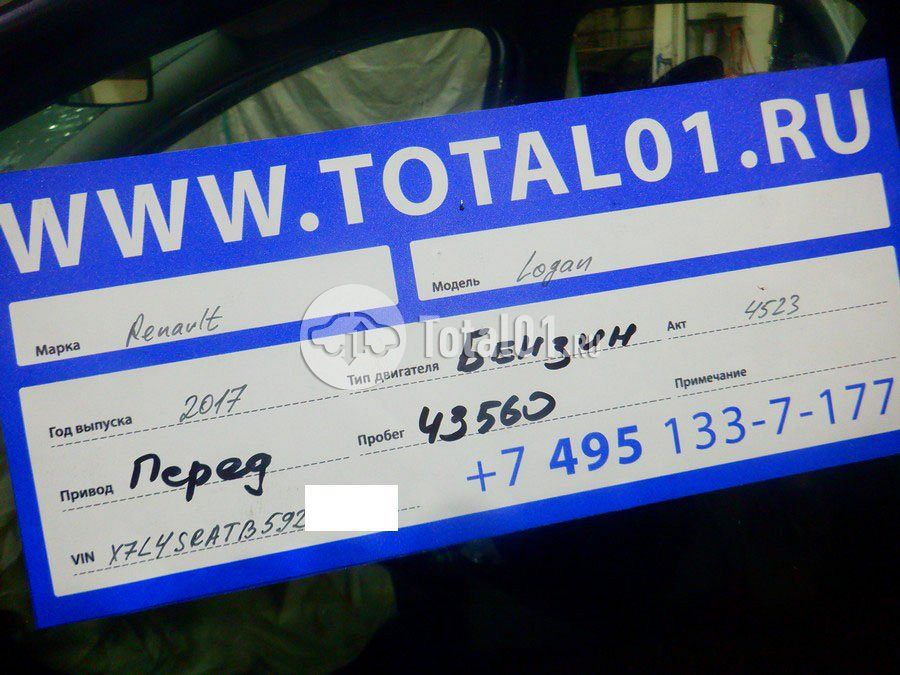 WWW.TOTAL01.RU
Марка Renault
Модель Logan
Год выпуска 2017
Тип двигателя Бензин
Акт 4523
Привод Перед
Пробег 43560
Примечание
VIN X7L4SRATB592
+7 495 133-7-177
Total01.RU